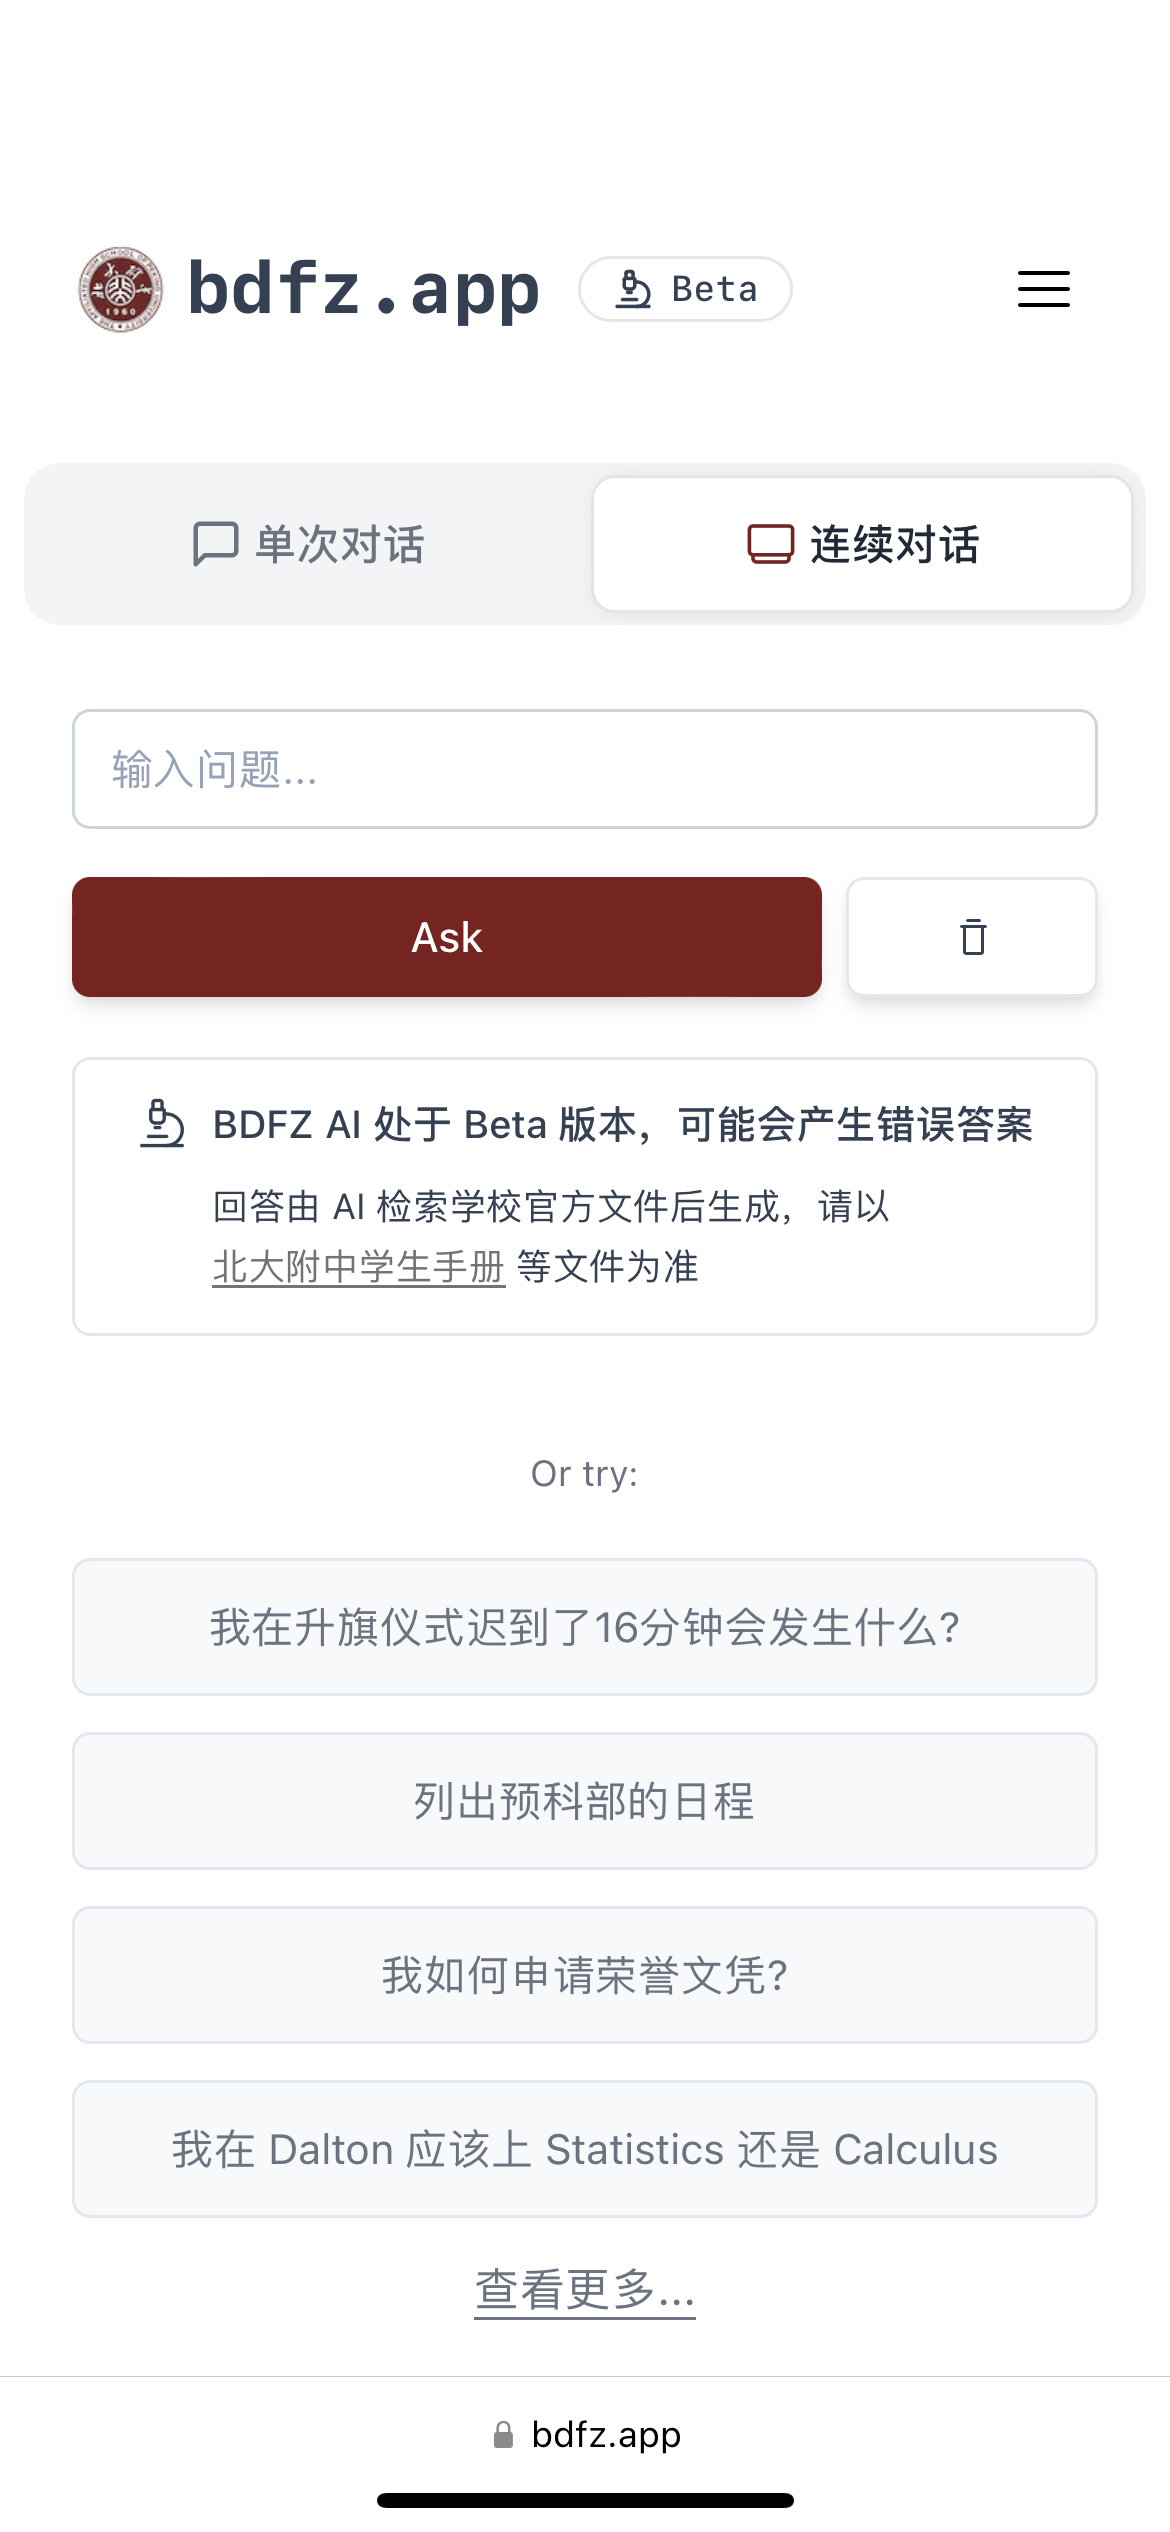 bdfz.app
Beta
单次对话
连续对话
输入问题...
Ask
BDFZ AI 处于 Beta 版本，可能会产生错误答案
回答由 AI 检索学校官方文件后生成，请以
北大附中学生手册 等文件为准
Or try:
我在升旗仪式迟到了16分钟会发生什么?
列出预科部的日程
我如何申请荣誉文凭?
我在 Dalton 应该上 Statistics 还是 Calculus
查看更多...
bdfz.app